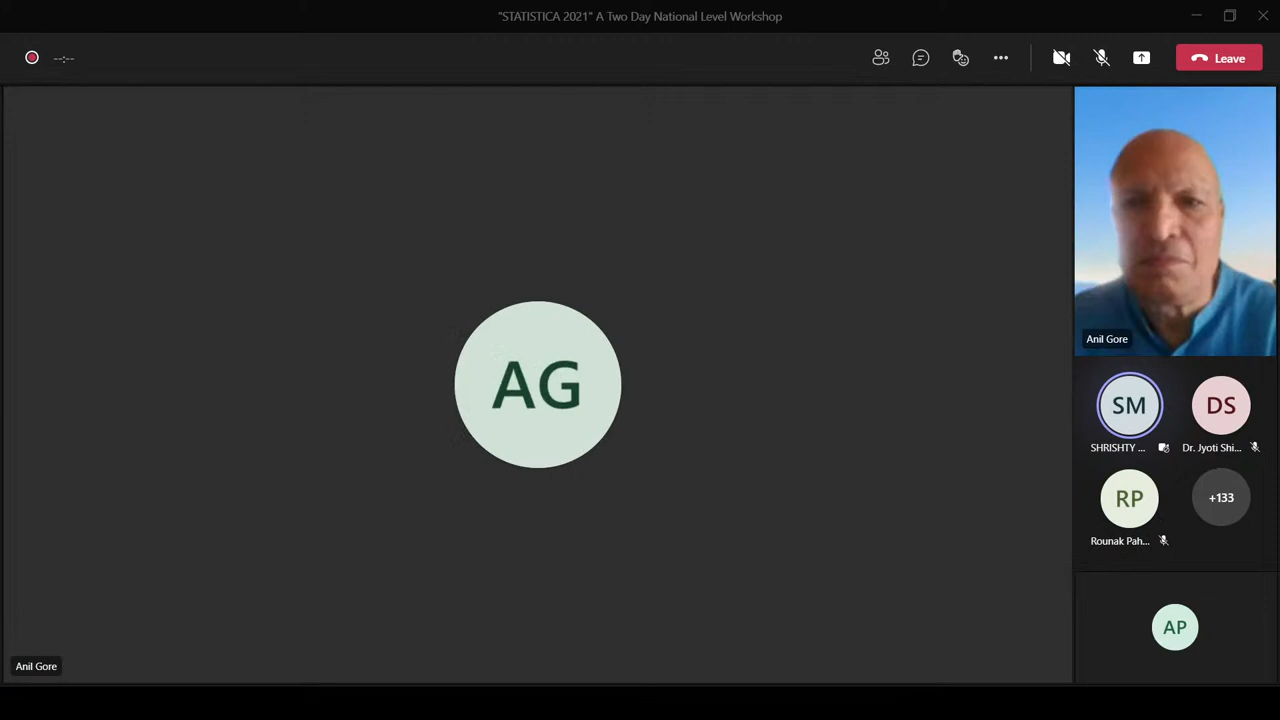 "STATISTICA 2021" A Two Day National Level Workshop
--:--
Leave
AG
Anil Gore
Anil Gore
SM
DS
SHRISHTY ...
Dr. Jyoti Shi...
RP
+133
Rounak Pah...
AP